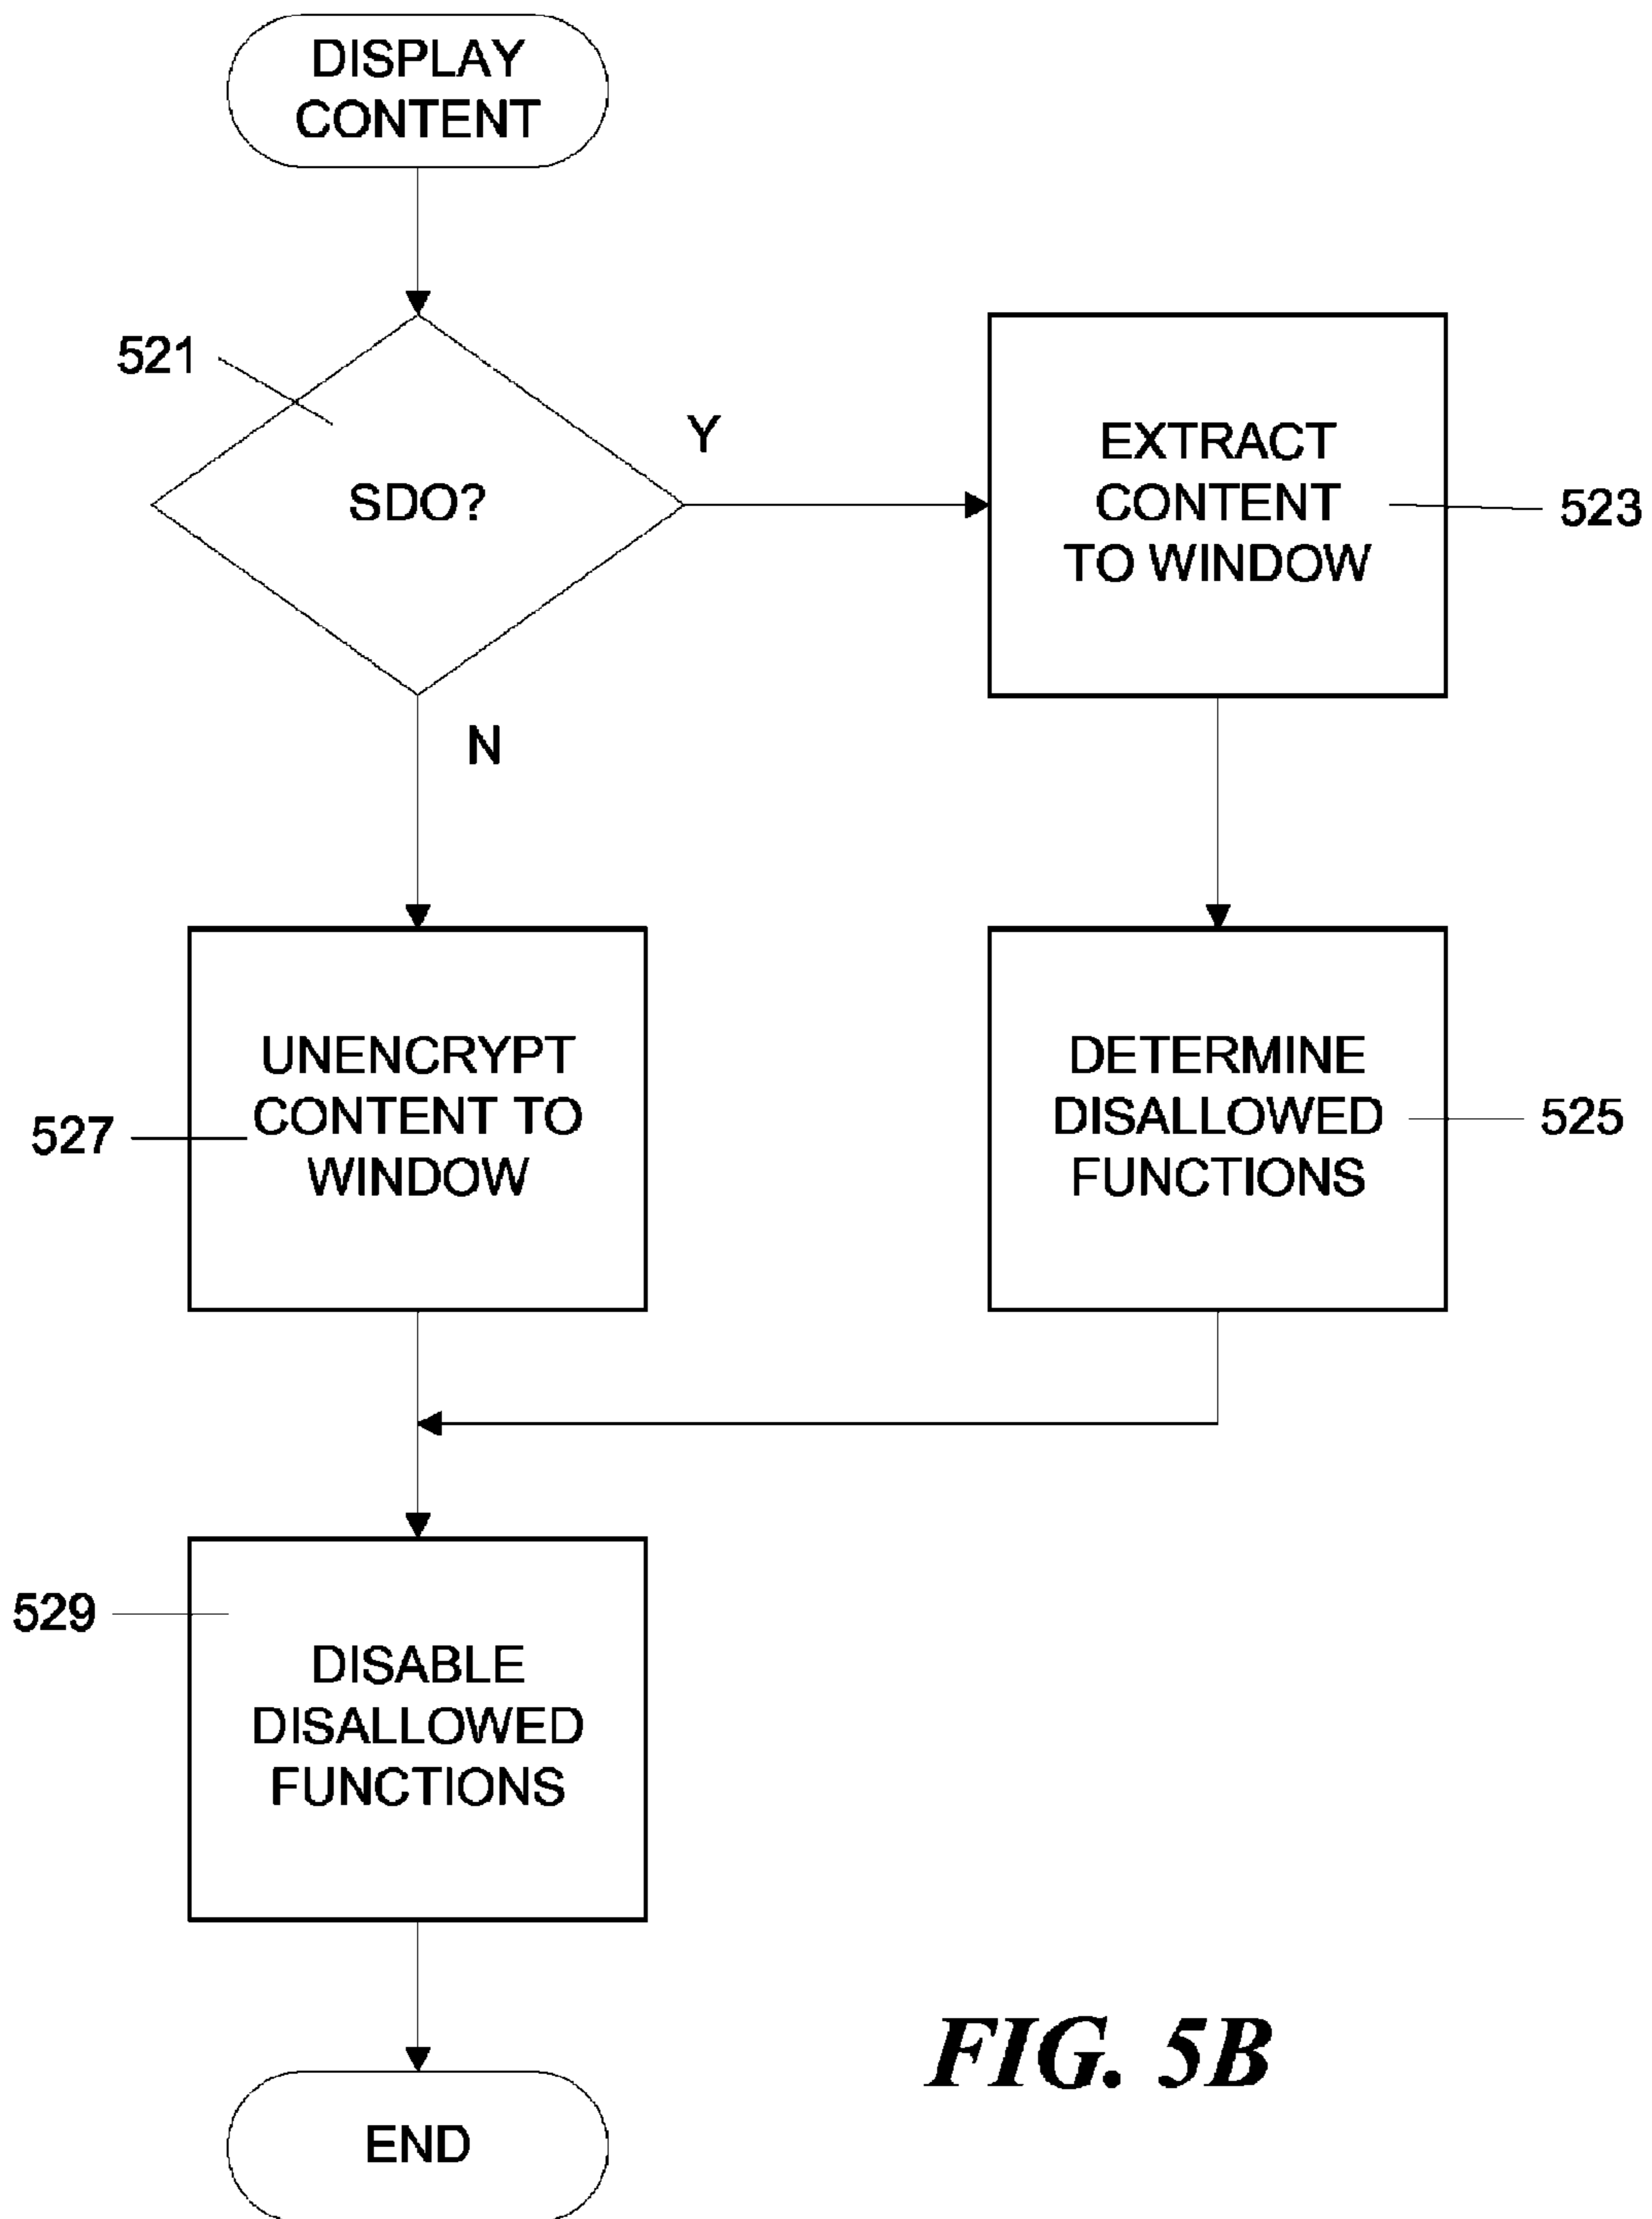 DISPLAY
CONTENT
521
SDO?
Y
N
EXTRACT
CONTENT
TO WINDOW
523
UNENCRYPT
CONTENT TO
WINDOW
527
DETERMINE
DISALLOWED
FUNCTIONS
525
529
DISABLE
DISALLOWED
FUNCTIONS
END
FIG. 5B